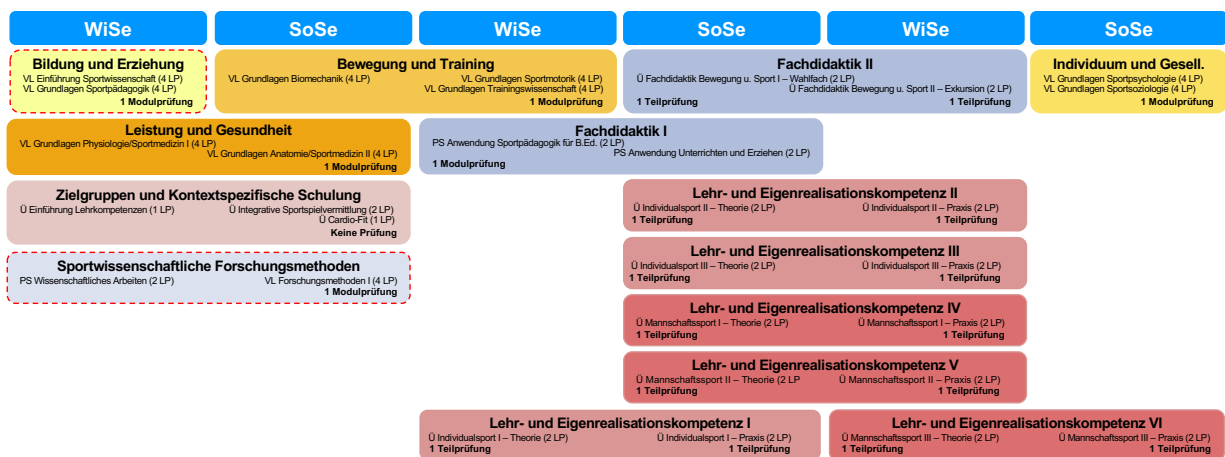 WiSe SoSe WiSe SoSe WiSe SoSe
Bildung und Erziehung
VL Einführung Sportwissenschaft (4 LP)
VL Grundlagen Sportpädagogik (4 LP)
1 Modulprüfung
Bewegung und Training
VL Grundlagen Biomechanik (4 LP) VL Grundlagen Sportmotorik (4 LP)
VL Grundlagen Trainingswissenschaft (4 LP)
1 Modulprüfung
Fachdidaktik II
Ü Fachdidaktik Bewegung u. Sport I – Wahlfach (2 LP)
Ü Fachdidaktik Bewegung u. Sport II – Exkursion (2 LP)
1 Teilprüfung 1 Teilprüfung
Individuum und Gesell.
VL Grundlagen Sportpsychologie (4 LP)
VL Grundlagen Sportsoziologie (4 LP)
1 Modulprüfung
Leistung und Gesundheit
VL Grundlagen Physiologie/Sportmedizin I (4 LP)
VL Grundlagen Anatomie/Sportmedizin II (4 LP)
1 Modulprüfung
Fachdidaktik I
PS Anwendung Sportpädagogik für B.Ed. (2 LP)
PS Anwendung Unterrichten und Erziehen (2 LP)
1 Modulprüfung
Zielgruppen und Kontextspezifische Schulung
Ü Einführung Lehrkompetenzen (1 LP) Ü Integrative Sportspielvermittlung (2 LP)
Ü Cardio-Fit (1 LP)
Keine Prüfung
Lehr- und Eigenrealisationskompetenz II
Ü Individualsport II – Theorie (2 LP) Ü Individualsport II – Praxis (2 LP)
1 Teilprüfung 1 Teilprüfung
Lehr- und Eigenrealisationskompetenz III
Ü Individualsport III – Theorie (2 LP) Ü Individualsport III – Praxis (2 LP)
1 Teilprüfung 1 Teilprüfung
Sportwissenschaftliche Forschungsmethoden
PS Wissenschaftliches Arbeiten (2 LP) VL Forschungsmethoden I (4 LP)
1 Modulprüfung
Lehr- und Eigenrealisationskompetenz IV
Ü Mannschaftssport I – Theorie (2 LP) Ü Mannschaftssport I – Praxis (2 LP)
1 Teilprüfung 1 Teilprüfung
Lehr- und Eigenrealisationskompetenz V
Ü Mannschaftssport II – Theorie (2 LP Ü Mannschaftssport II – Praxis (2 LP)
1 Teilprüfung 1 Teilprüfung
Lehr- und Eigenrealisationskompetenz I
Ü Individualsport I – Theorie (2 LP) Ü Individualsport I – Praxis (2 LP)
1 Teilprüfung 1 Teilprüfung
Lehr- und Eigenrealisationskompetenz VI
Ü Mannschaftssport III – Theorie (2 LP) Ü Mannschaftssport III – Praxis (2 LP)
1 Teilprüfung 1 Teilprüfung